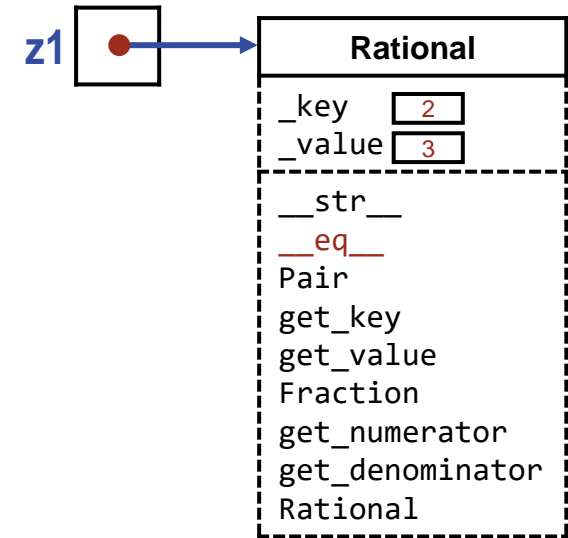 z1
Rational
_key 2
_value 3
__str__
__eq__
Pair
get_key
get_value
Fraction
get_numerator
get_denominator
Rational